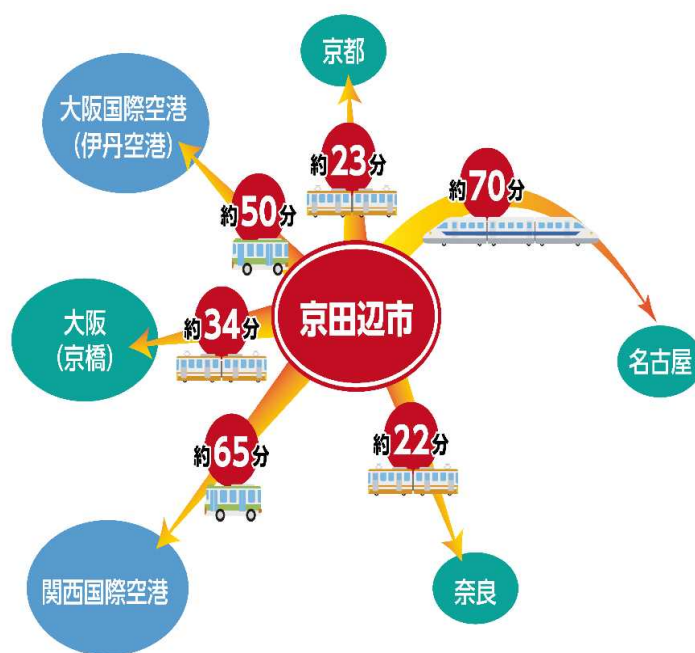 京都
大阪国際空港
(伊丹空港)
約23分
約70分
約50分
京田辺市
大阪
(京橋)
約34分
名古屋
約65分
約22分
関西国際空港
奈良